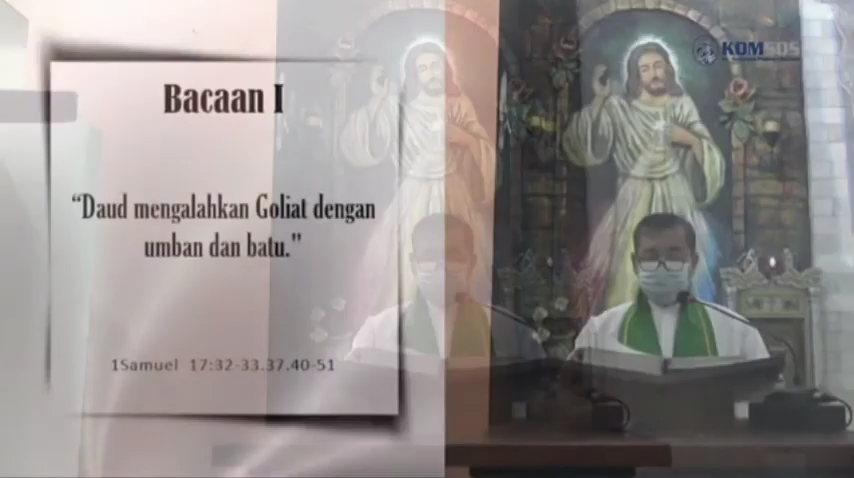 Bacaan I
“Daud mengalahkan Goliat dengan
umban dan batu."
1Samuel 17:32-33.37.40-51
KOMSOS